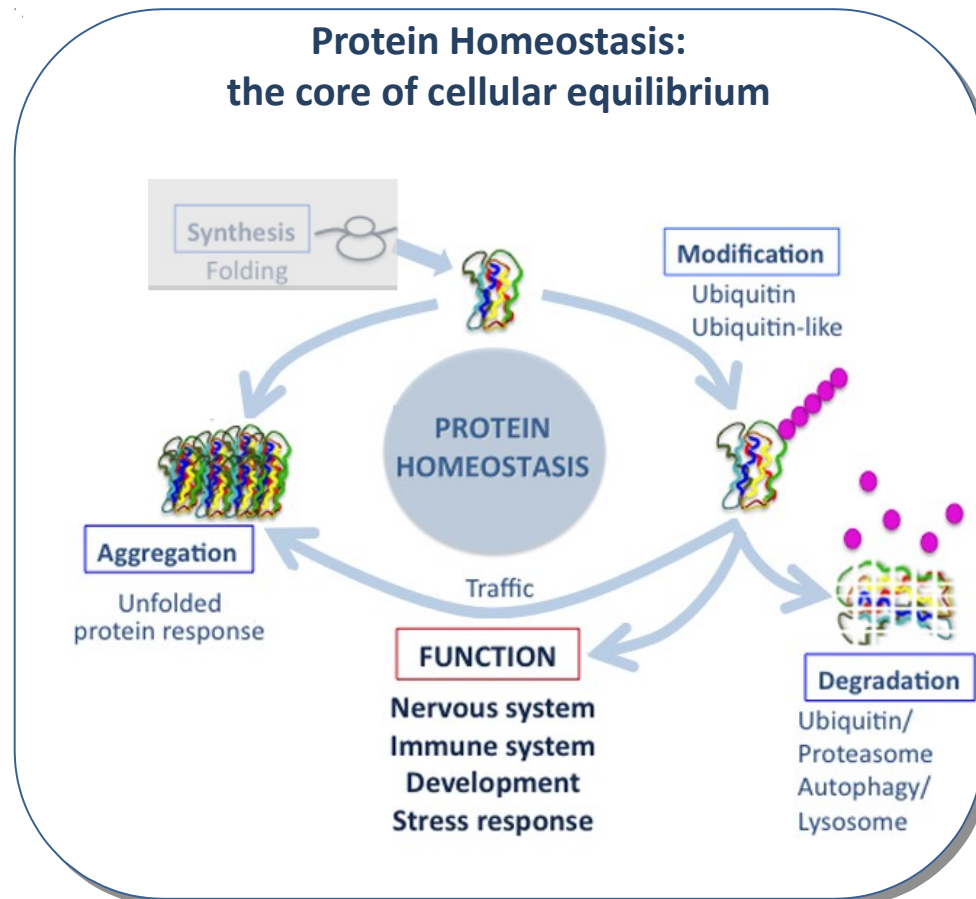 Protein Homeostasis:
the core of cellular equilibrium
Synthesis
Folding
Modification
Ubiquitin
Ubiquitin-like
PROTEIN
HOMEOSTASIS
Aggregation
Unfolded
protein response
Traffic
FUNCTION
Nervous system
Immune system
Development
Stress response
Degradation
Ubiquitin/
Proteasome
Autophagy/
Lysosome